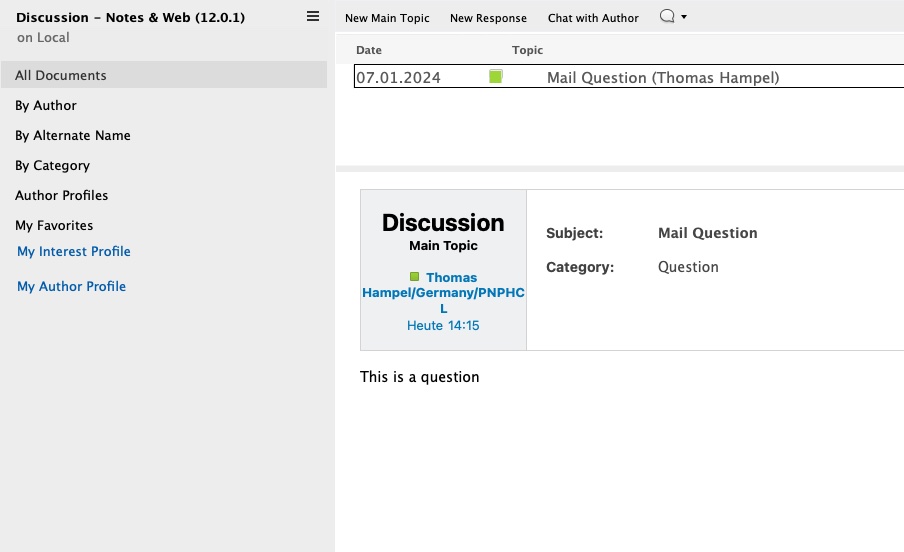 Discussion - Notes & Web (12.0.1)
on Local
All Documents
By Author
By Alternate Name
By Category
Author Profiles
My Favorites
My Interest Profile
My Author Profile
New Main Topic New Response Chat with Author
Date Topic
07.01.2024 Mail Question (Thomas Hampel)
Discussion
Main Topic
Thomas
Hampel/Germany/PNPHC
L
Heute 14:15
Subject: Mail Question
Category: Question
This is a question